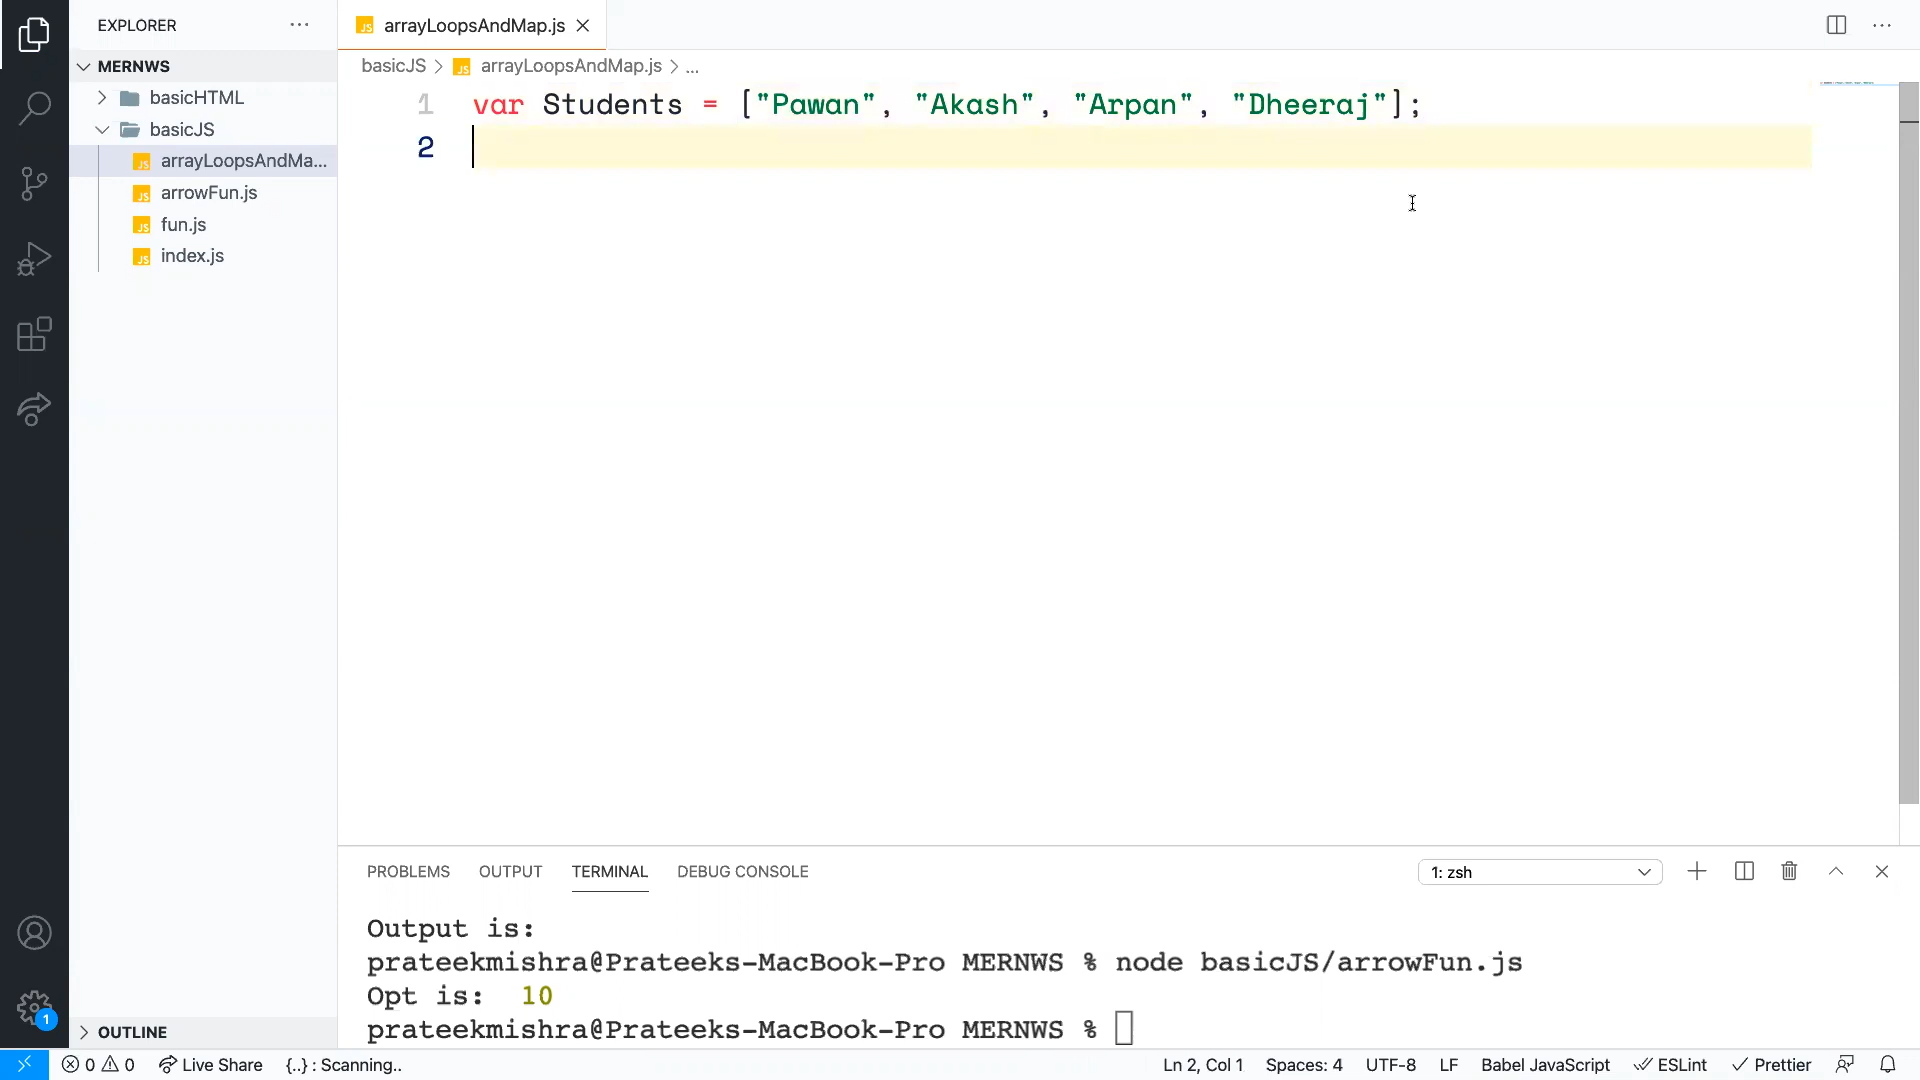 EXPLORER
MERNWS
basicHTML
basicJS
arrayLoopsAndMa...
arrowFun.js
fun.js
index.js
OUTLINE
arrayLoopsAndMap.js
basicJS > arrayLoopsAndMap.js > ...
1 var Students = ["Pawan", "Akash", "Arpan", "Dheeraj"];
2
PROBLEMS OUTPUT TERMINAL DEBUG CONSOLE 1: zsh
Output is:
prateekmishra@Prateeks-MacBook-Pro MERNWS % node basicJS/arrowFun.js
Opt is: 10
prateekmishra@Prateeks-MacBook-Pro MERNWS %
1
0 0 Live Share {..} : Scanning.. Ln 2, Col 1 Spaces: 4 UTF-8 LF Babel JavaScript ESLint Prettier